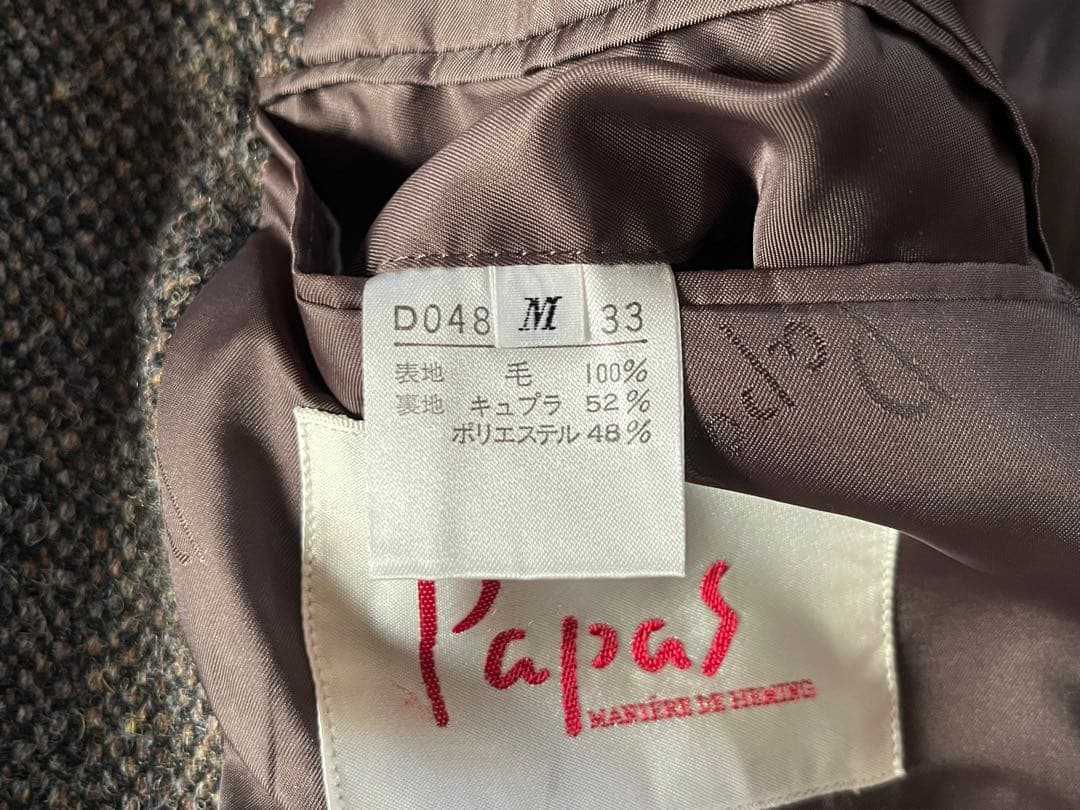 D048 M 33
表地 毛 100%
裏地 キュプラ 52%
ポリエステル 48%
Papas
MANIÈRE DE HEMING